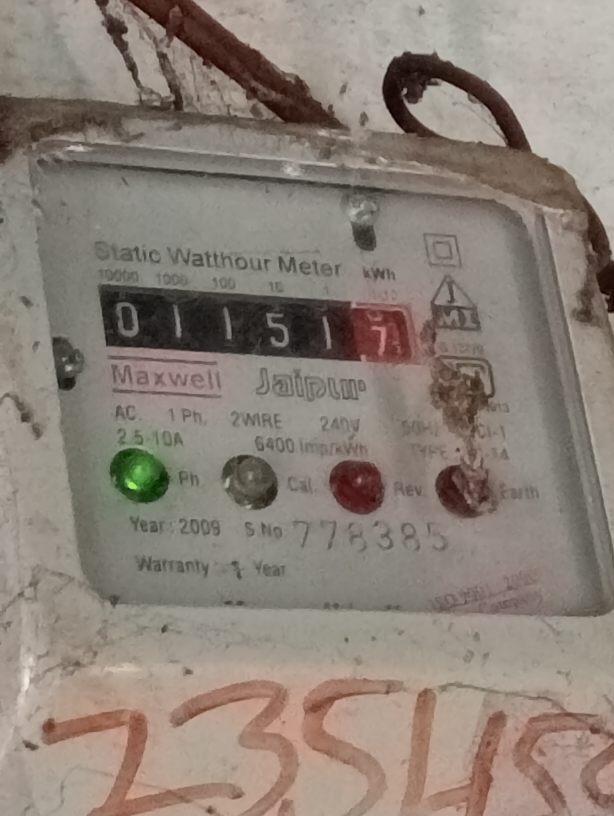 Static Watthour Meter kWh
10000 1000 100 10 1
0 1 1 5 1 7
Maxwell Jaipur
AC. 1 Ph. 2WIRE 240V
2.5-10A 6400 Imp/kWh
Ph Cal. Rev. Earth
Year: 2009 S.No 778385
Warranty Year